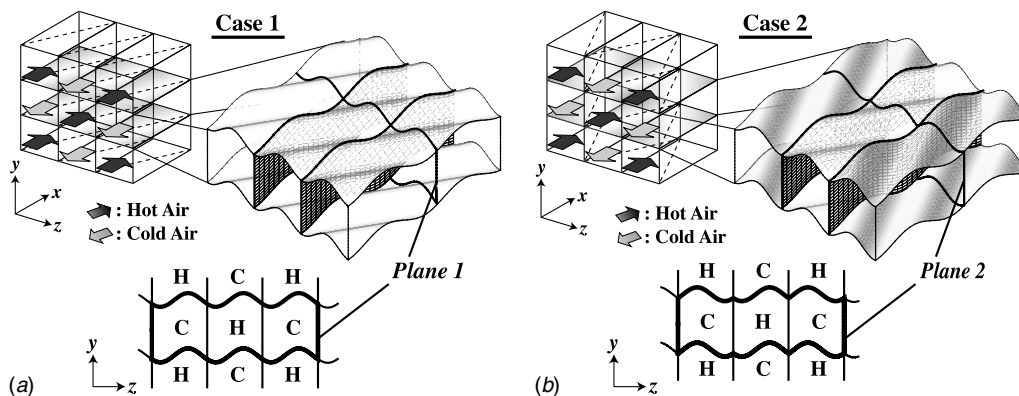 Case 1
y
x
z
: Hot Air
: Cold Air
Plane 1
H C H
C H C
H C H
y
z
(a)
Case 2
y
x
z
: Hot Air
: Cold Air
Plane 2
H C H
C H C
H C H
y
z
(b)